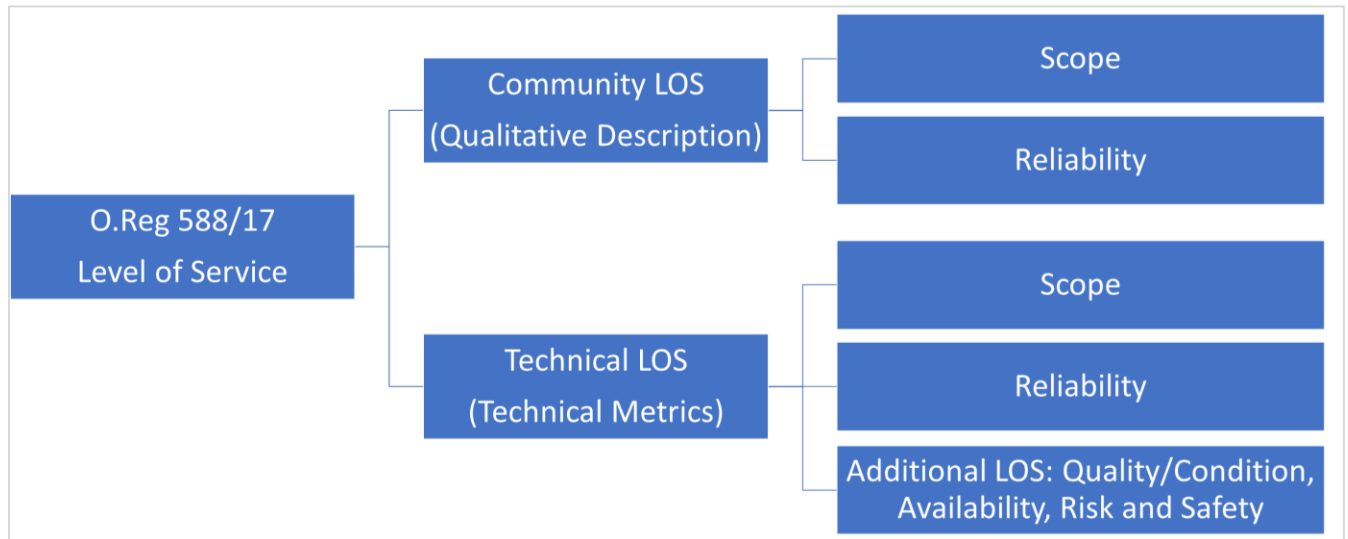 O.Reg 588/17
Level of Service
Community LOS
(Qualitative Description)
Scope
Reliability
Technical LOS
(Technical Metrics)
Scope
Reliability
Additional LOS: Quality/Condition,
Availability, Risk and Safety